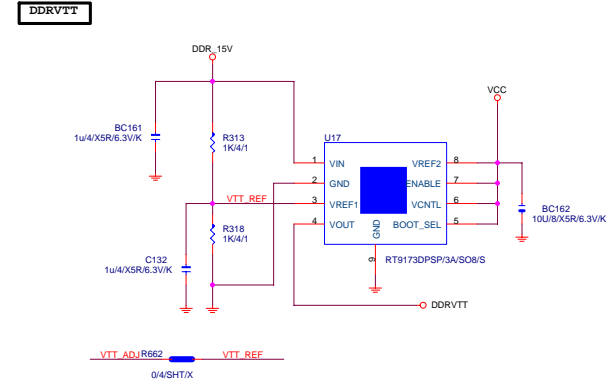 DDRVTT
DDR_15V
VCC
BC161
1u/4/X5R/6.3V/K
R313
1K/4/1
U17
1 VIN VREF2 8
2 GND ENABLE 7
VTT_REF 3 VREF1 VCNTL 6
4 VOUT BOOT_SEL 5
GND
9
BC162
10U/8/X5R/6.3V/K
R318
1K/4/1
C132
1u/4/X5R/6.3V/K
RT9173DPSP/3A/SO8/S
DDRVTT
VTT_ADJ R662 VTT_REF
0/4/SHT/X